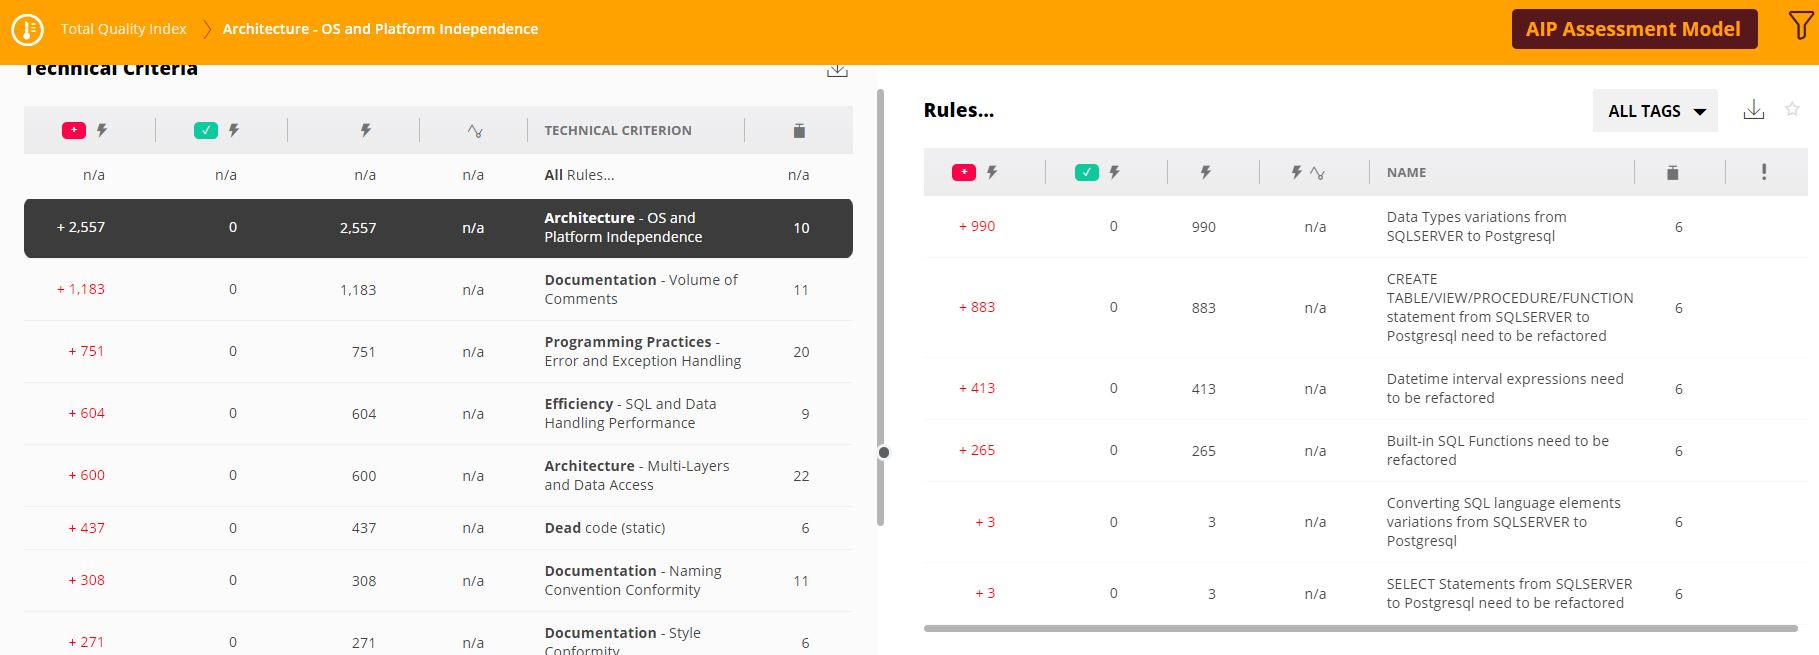 Total Quality Index
Architecture - OS and Platform Independence
AIP Assessment Model
Technical Criteria
TECHNICAL CRITERION
n/a n/a n/a n/a All Rules... n/a
+ 2,557 0 2,557 n/a Architecture - OS and 10
Platform Independence
+ 1,183 0 1,183 n/a Documentation - Volume of 11
Comments
+ 751 0 751 n/a Programming Practices - 20
Error and Exception Handling
+ 604 0 604 n/a Efficiency - SQL and Data 9
Handling Performance
+ 600 0 600 n/a Architecture - Multi-Layers 22
and Data Access
+ 437 0 437 n/a Dead code (static) 6
+ 308 0 308 n/a Documentation - Naming 11
Convention Conformity
+ 271 0 271 n/a Documentation - Style 6
Conformity
Rules...
ALL TAGS
NAME
+ 990 0 990 n/a Data Types variations from 6
SQLSERVER to Postgresql
+ 883 0 883 n/a CREATE 6
TABLE/VIEW/PROCEDURE/FUNCTION
statement from SQLSERVER to
Postgresql need to be refactored
+ 413 0 413 n/a Datetime interval expressions need 6
to be refactored
+ 265 0 265 n/a Built-in SQL Functions need to be 6
refactored
+ 3 0 3 n/a Converting SQL language elements 6
variations from SQLSERVER to
Postgresql
+ 3 0 3 n/a SELECT Statements from SQLSERVER 6
to Postgresql need to be refactored